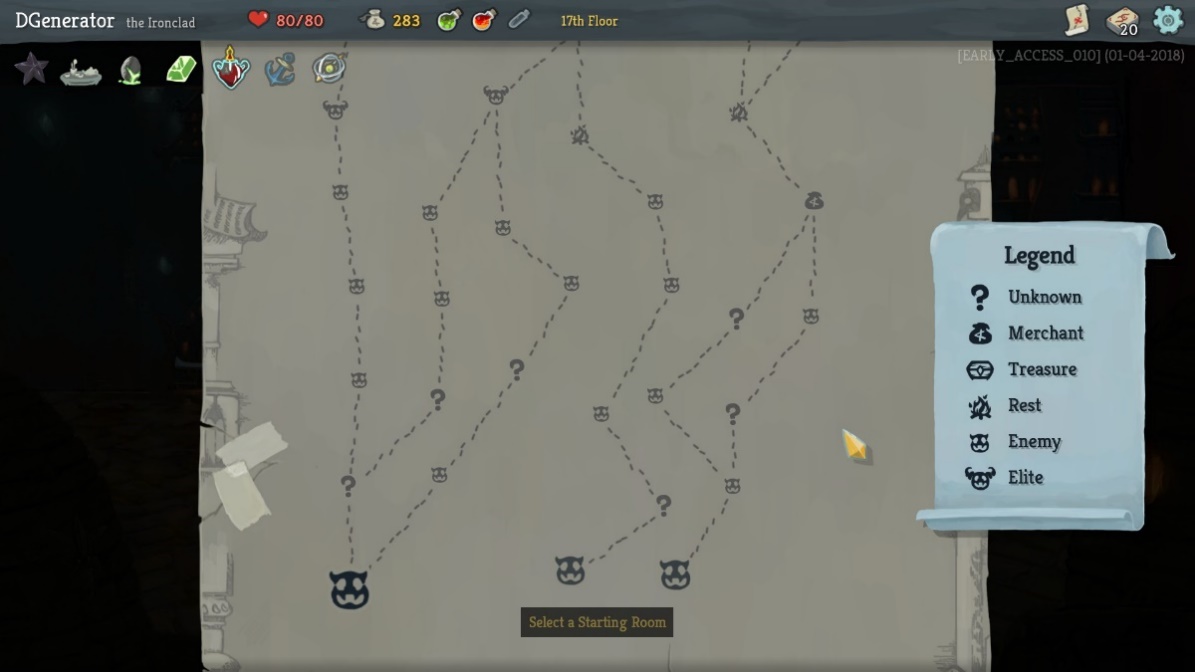 DGenerator the Ironclad 80/80 283 17th Floor 20
[EARLY_ACCESS_010] (01-04-2018)
Legend
? Unknown
Merchant
Treasure
Rest
Enemy
Elite
Select a Starting Room